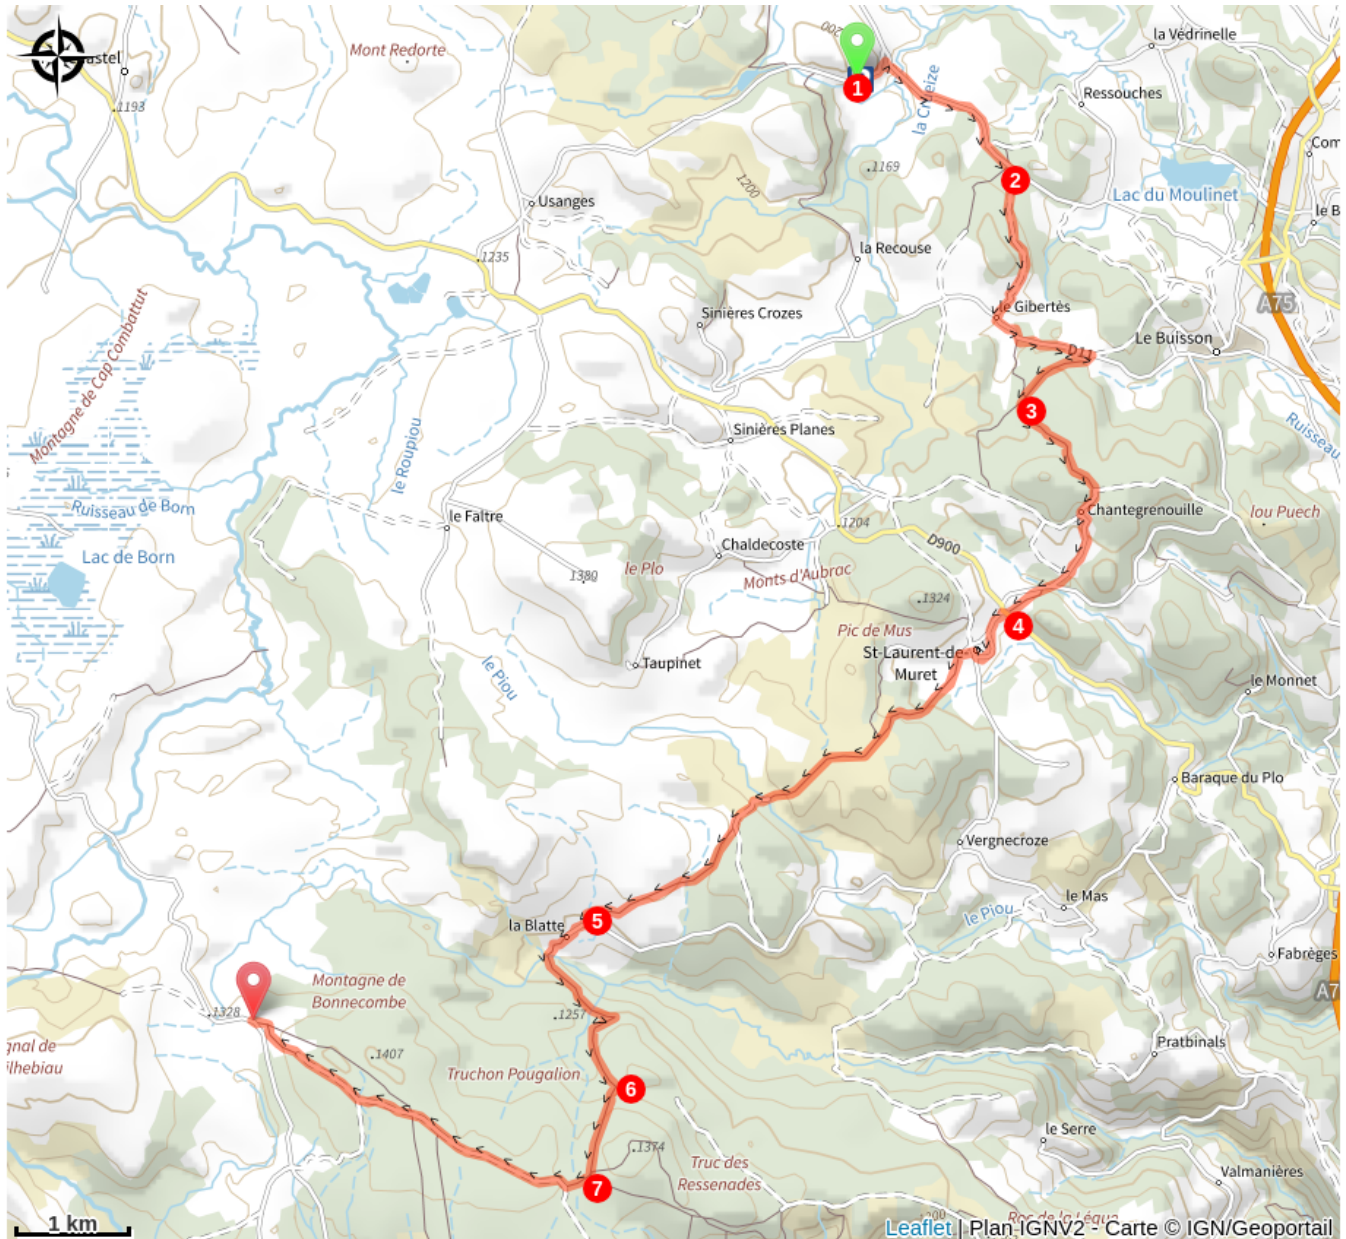 1200
la Védrinelle
Mont Redorte
1193
Ressouches
1
la Crueize
1169
1200
2
Lac du Moulinet
Usanges
le B
1235
la Recouse
A75
le Gibertès
Sinières Crozes
Le Buisson
D11
Montagne de Cap Combattut
3
Ruisseau
Sinières Planes
le Roupiou
Ruisseau de Born
le Faltre
Chantegrenouille
lou Puech
1204
D900
Lac de Born
Chaldecoste
le Plo
1380
Monts d'Aubrac
1324
4
Pic de Mus
St-Laurent-de-
Muret
Taupinet
le Piou
le Monnet
Baraque du Plo
Vergnecroze
le Mas
5
la Blatte
le Piou
Fabrèges
Montagne de
Bonnecombe
A7
1328
1257
Pratbinals
1407
Truchon Pougalion
6
le Serre
1374
Truc des
Ressenades
Valmanières
7
1 km
Leaflet | Plan IGNV2 - Carte © IGN/Geoportail